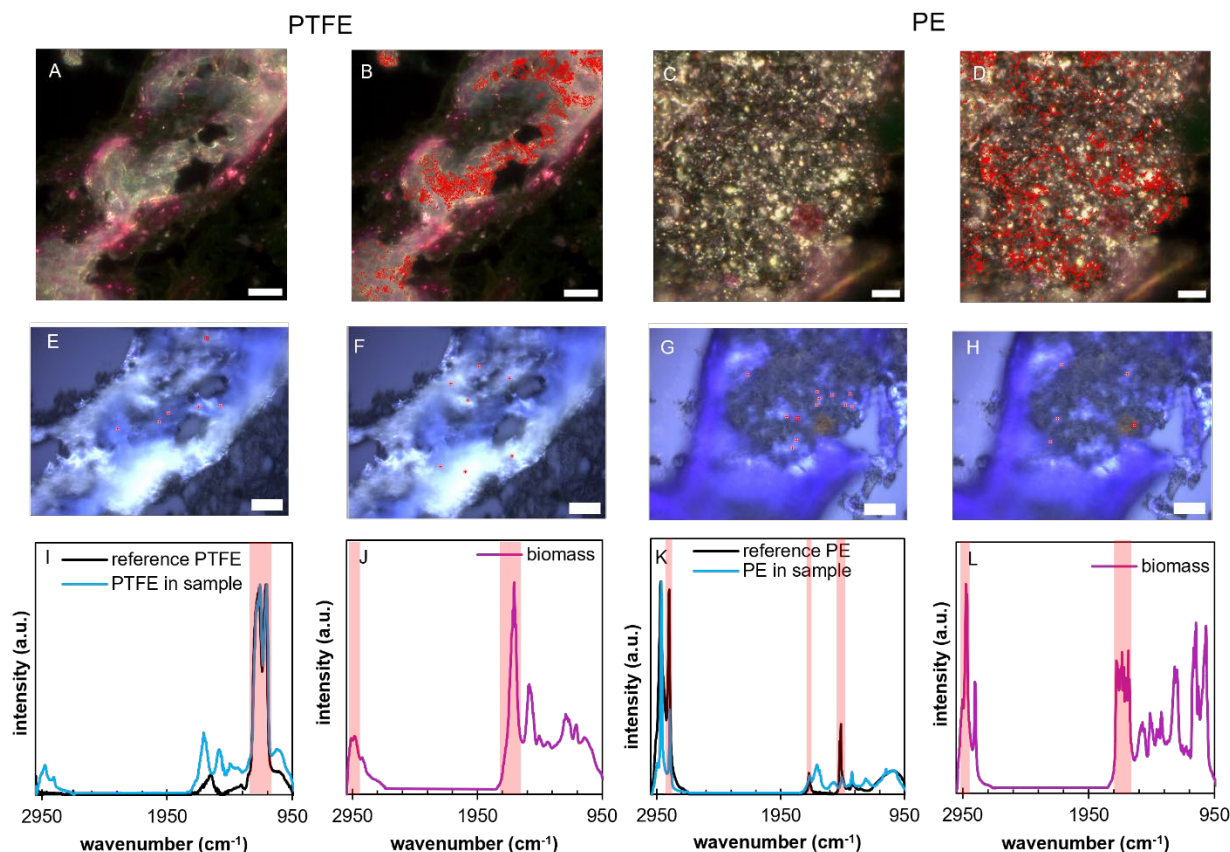 PTFE
PE
A
B
C
D
E
F
G
H
I
reference PTFE
PTFE in sample
J
biomass
K
reference PE
PE in sample
L
biomass
intensity (a.u.)
intensity (a.u.)
intensity (a.u.)
intensity (a.u.)
2950 1950 950
2950 1950 950
2950 1950 950
2950 1950 950
wavenumber (cm⁻¹)
wavenumber (cm⁻¹)
wavenumber (cm⁻¹)
wavenumber (cm⁻¹)